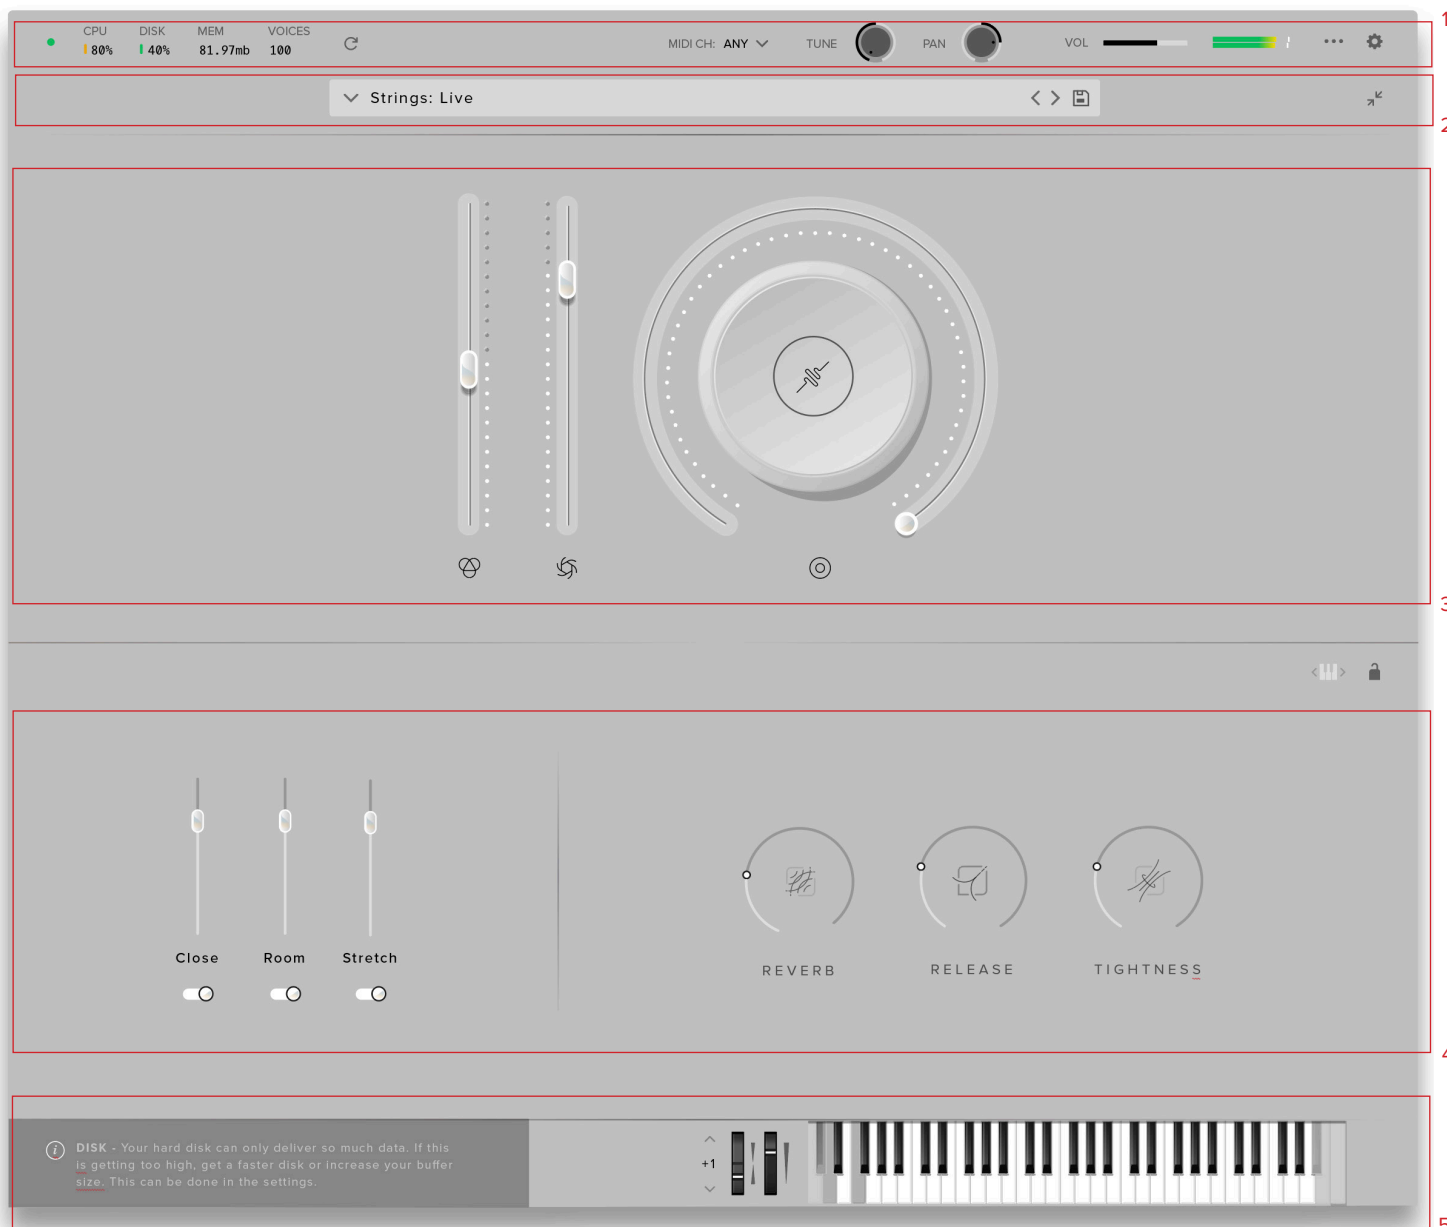 CPU DISK MEM VOICES
80% 40% 81.97mb 100
MIDI CH: ANY TUNE PAN VOL
1
Strings: Live
2
3
Close Room Stretch
REVERB RELEASE TIGHTNESS
4
DISK - Your hard disk can only deliver so much data. If this
is getting too high, get a faster disk or increase your buffer
size. This can be done in the settings.
+1
5